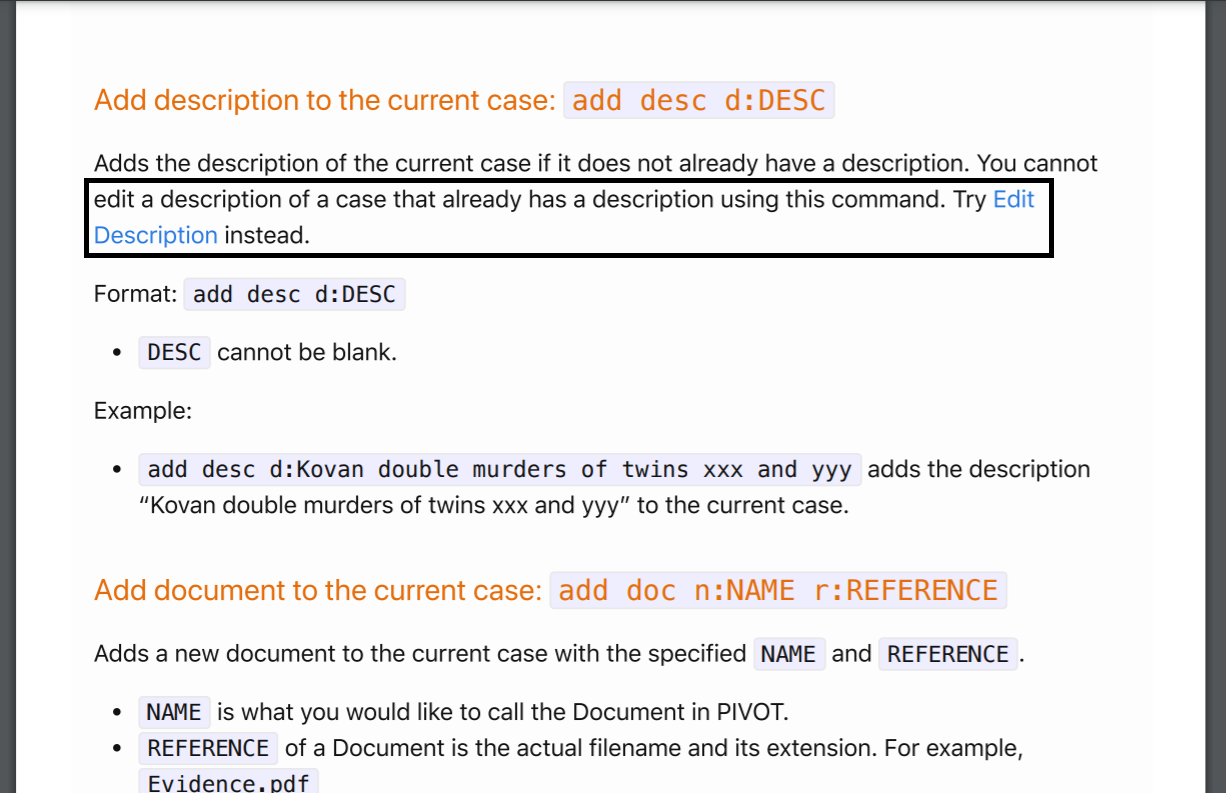 Add description to the current case: add desc d:DESC
Adds the description of the current case if it does not already have a description. You cannot
edit a description of a case that already has a description using this command. Try Edit
Description instead.
Format: add desc d:DESC
• DESC cannot be blank.
Example:
• add desc d:Kovan double murders of twins xxx and yyy adds the description
“Kovan double murders of twins xxx and yyy” to the current case.
Add document to the current case: add doc n:NAME r:REFERENCE
Adds a new document to the current case with the specified NAME and REFERENCE.
• NAME is what you would like to call the Document in PIVOT.
• REFERENCE of a Document is the actual filename and its extension. For example,
Evidence.pdf